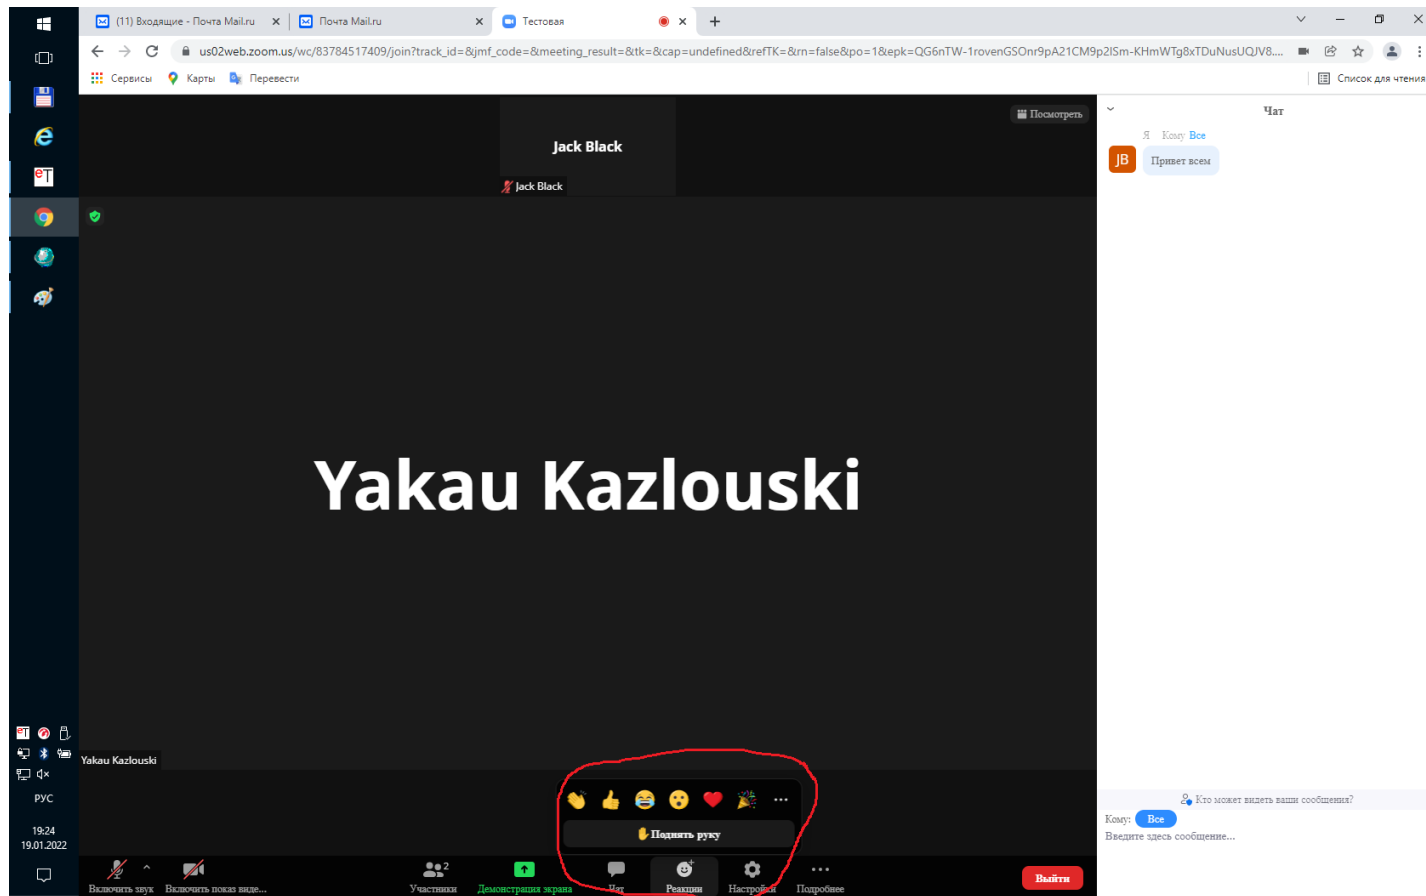 (11) Входящие - Почта Mail.ru
Почта Mail.ru
Тестовая
us02web.zoom.us/wc/83784517409/join?track_id=&jmf_code=&meeting_result=&tk=&cap=undefined&refTK=&rn=false&po=1&epk=QG6nTW-1rovenGSOnr9pA21CM9p2ISm-KHmWTg8xTDuNusUQJV8....
Сервисы
Карты
Перевести
Список для чтения
Jack Black
Jack Black
Посмотреть
Чат
Я Кому Все
JB
Привет всем
Yakau Kazlouski
Yakau Kazlouski
Поднять руку
Кто может видеть ваши сообщения?
Кому: Все
Введите здесь сообщение...
РУС
19:24
19.01.2022
Включить звук
Включить показ виде...
2
Участники
Демонстрация экрана
Чат
Реакции
Настройки
Подробнее
Выйти
eT
eT